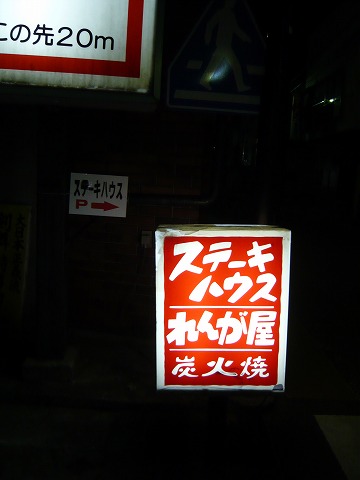 この先20m
ステーキハウス
P→
ステーキ
ハウス
れんが屋
炭火焼